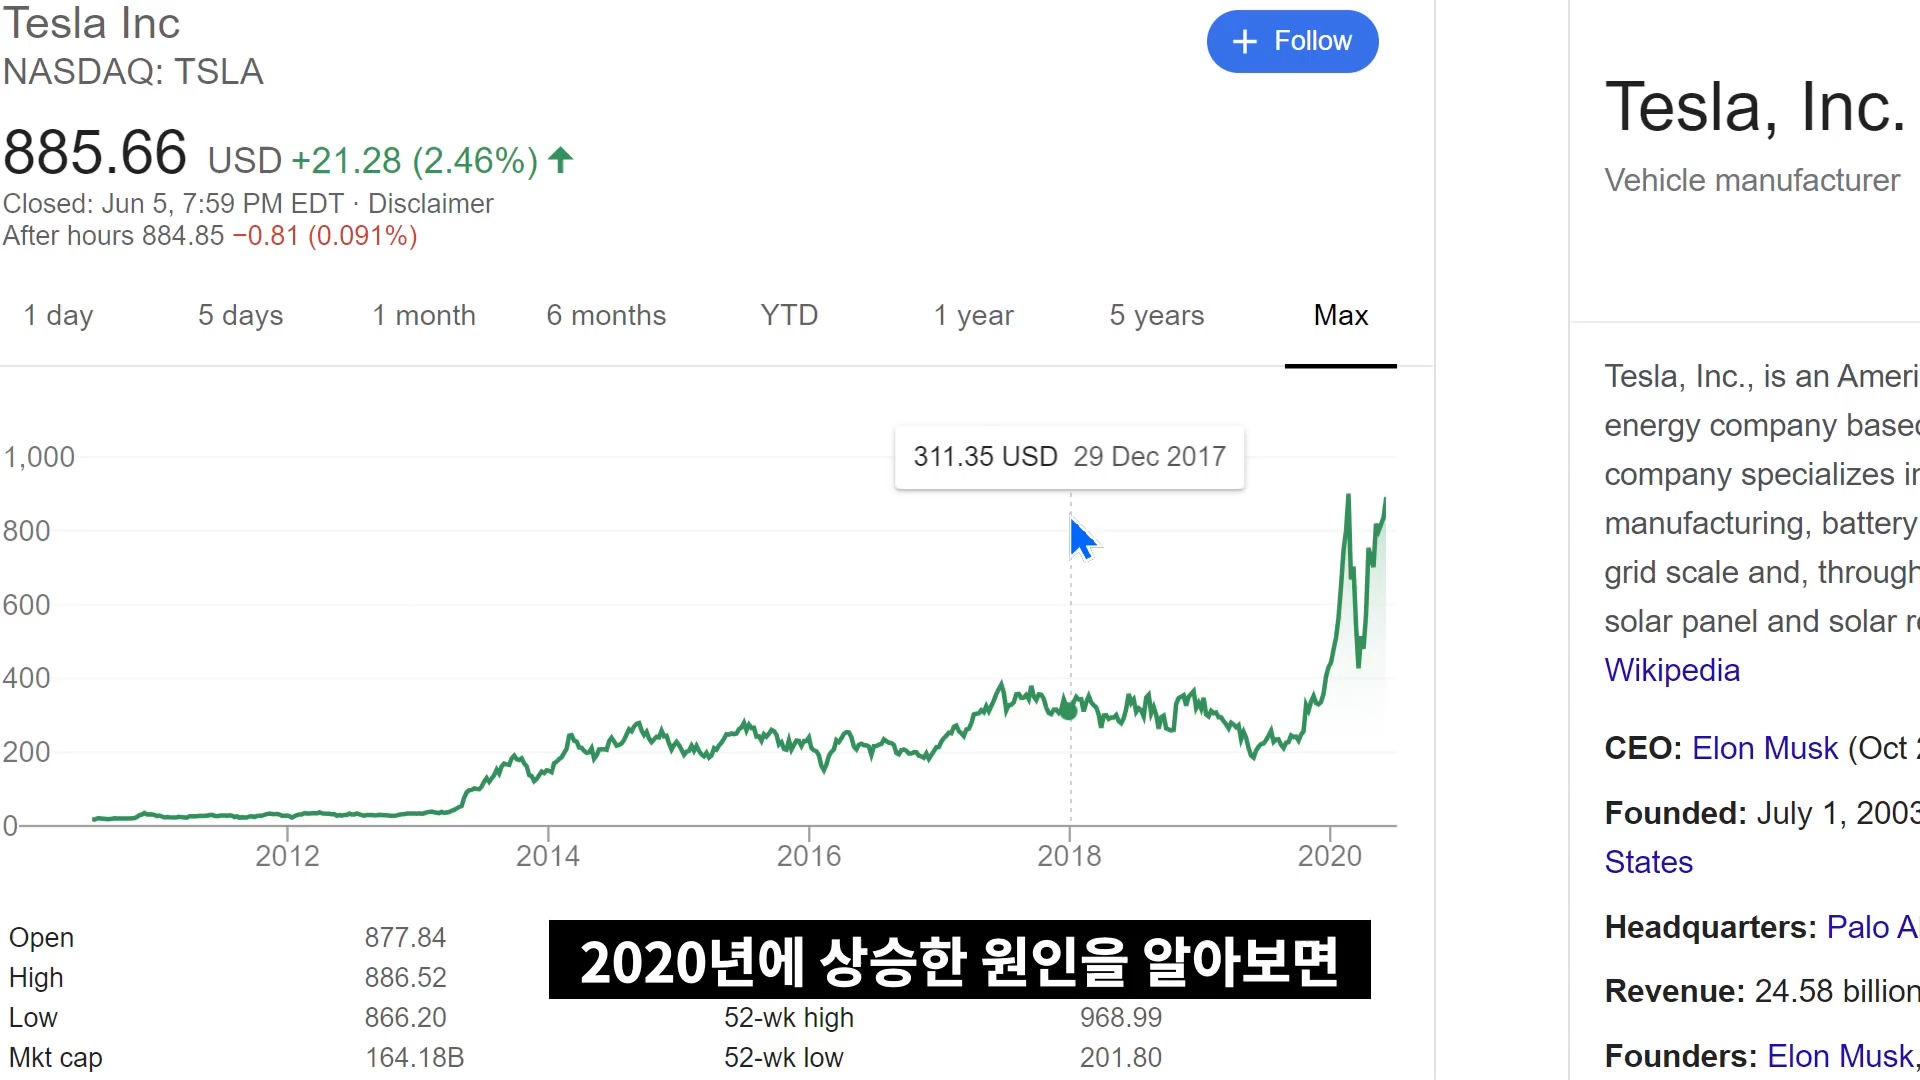 Tesla Inc
NASDAQ: TSLA
Follow
885.66 USD +21.28 (2.46%)
Closed: Jun 5, 7:59 PM EDT · Disclaimer
After hours 884.85 −0.81 (0.091%)
1 day 5 days 1 month 6 months YTD 1 year 5 years Max
311.35 USD 29 Dec 2017
1,000
800
600
400
200
0
2012 2014 2016 2018 2020
Open 877.84
High 886.52
Low 866.20
Mkt cap 164.18B
52-wk high 968.99
52-wk low 201.80
2020년에 상승한 원인을 알아보면
Tesla, Inc.
Vehicle manufacturer
Tesla, Inc., is an Ameri
energy company based
company specializes in
manufacturing, battery
grid scale and, through
solar panel and solar
Wikipedia
CEO: Elon Musk (Oct
Founded: July 1, 2003
States
Headquarters: Palo
Revenue: 24.58 billion
Founders: Elon Musk,